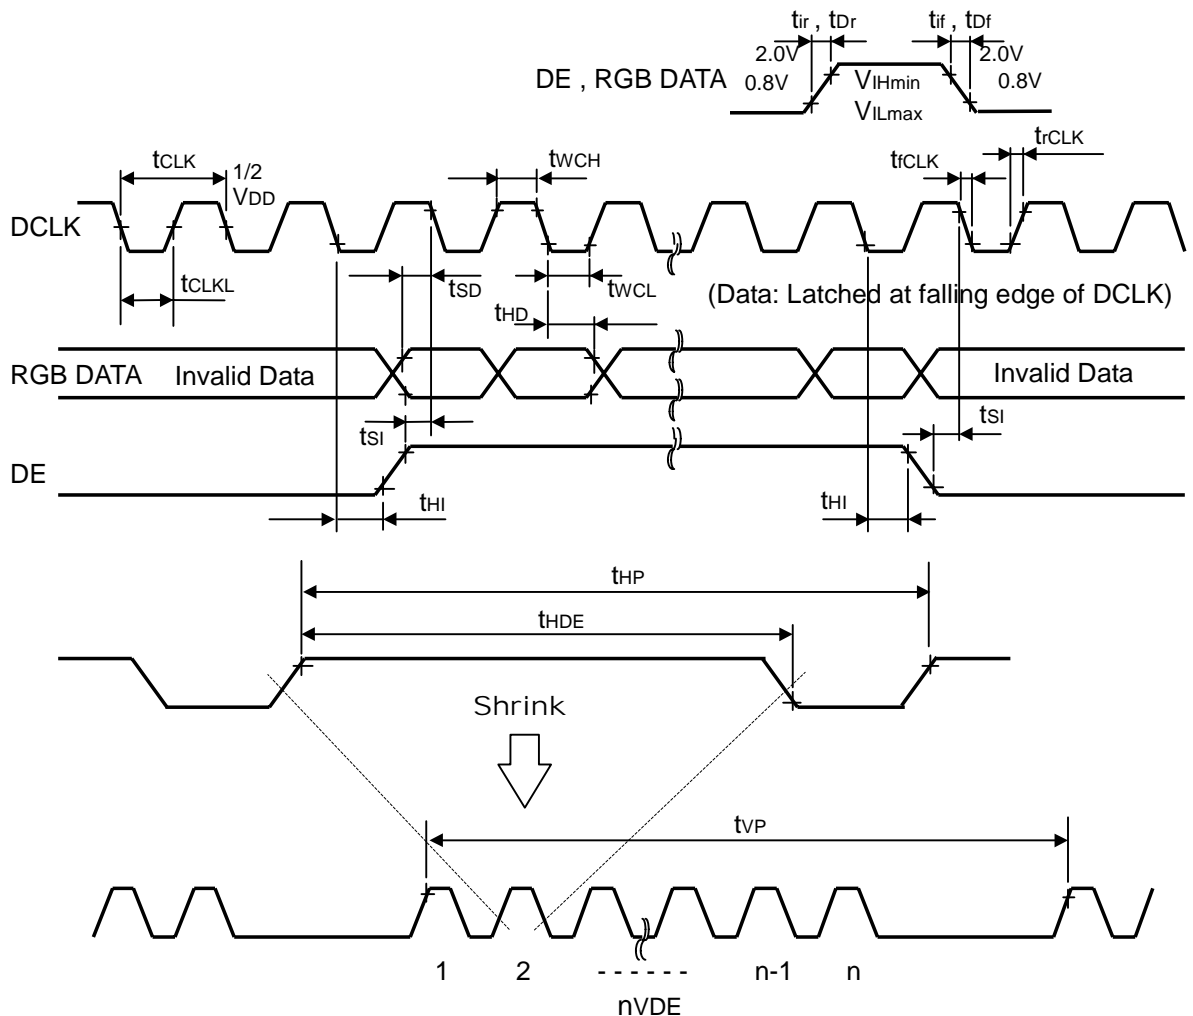 tir , tDr
tif , tDf
2.0V
2.0V
DE , RGB DATA
0.8V
VIHmin
0.8V
VILmax
tCLK
1/2
VDD
tWCH
tfCLK
trCLK
DCLK
tCLKL
tSD
tWCL
(Data: Latched at falling edge of DCLK)
tHD
RGB DATA
Invalid Data
Invalid Data
tSI
tSI
DE
tHI
tHI
tHP
tHDE
Shrink
tVP
1
2
- - - - - -
n-1
n
nVDE